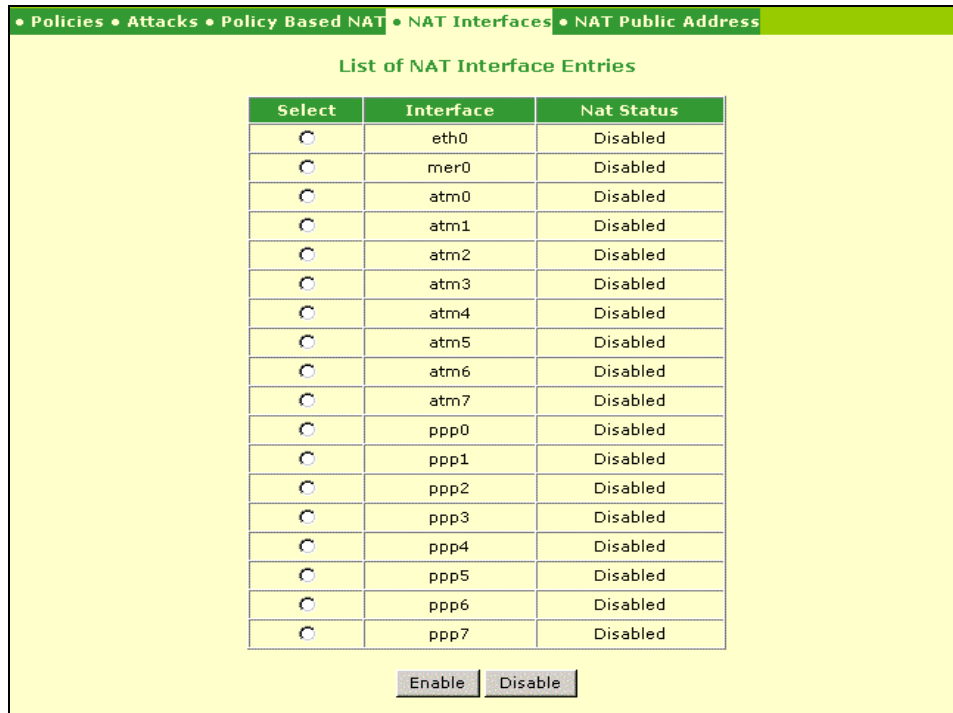 • Policies • Attacks • Policy Based NAT • NAT Interfaces • NAT Public Address
List of NAT Interface Entries
Select Interface Nat Status
eth0 Disabled
mer0 Disabled
atm0 Disabled
atm1 Disabled
atm2 Disabled
atm3 Disabled
atm4 Disabled
atm5 Disabled
atm6 Disabled
atm7 Disabled
ppp0 Disabled
ppp1 Disabled
ppp2 Disabled
ppp3 Disabled
ppp4 Disabled
ppp5 Disabled
ppp6 Disabled
ppp7 Disabled
Enable Disable